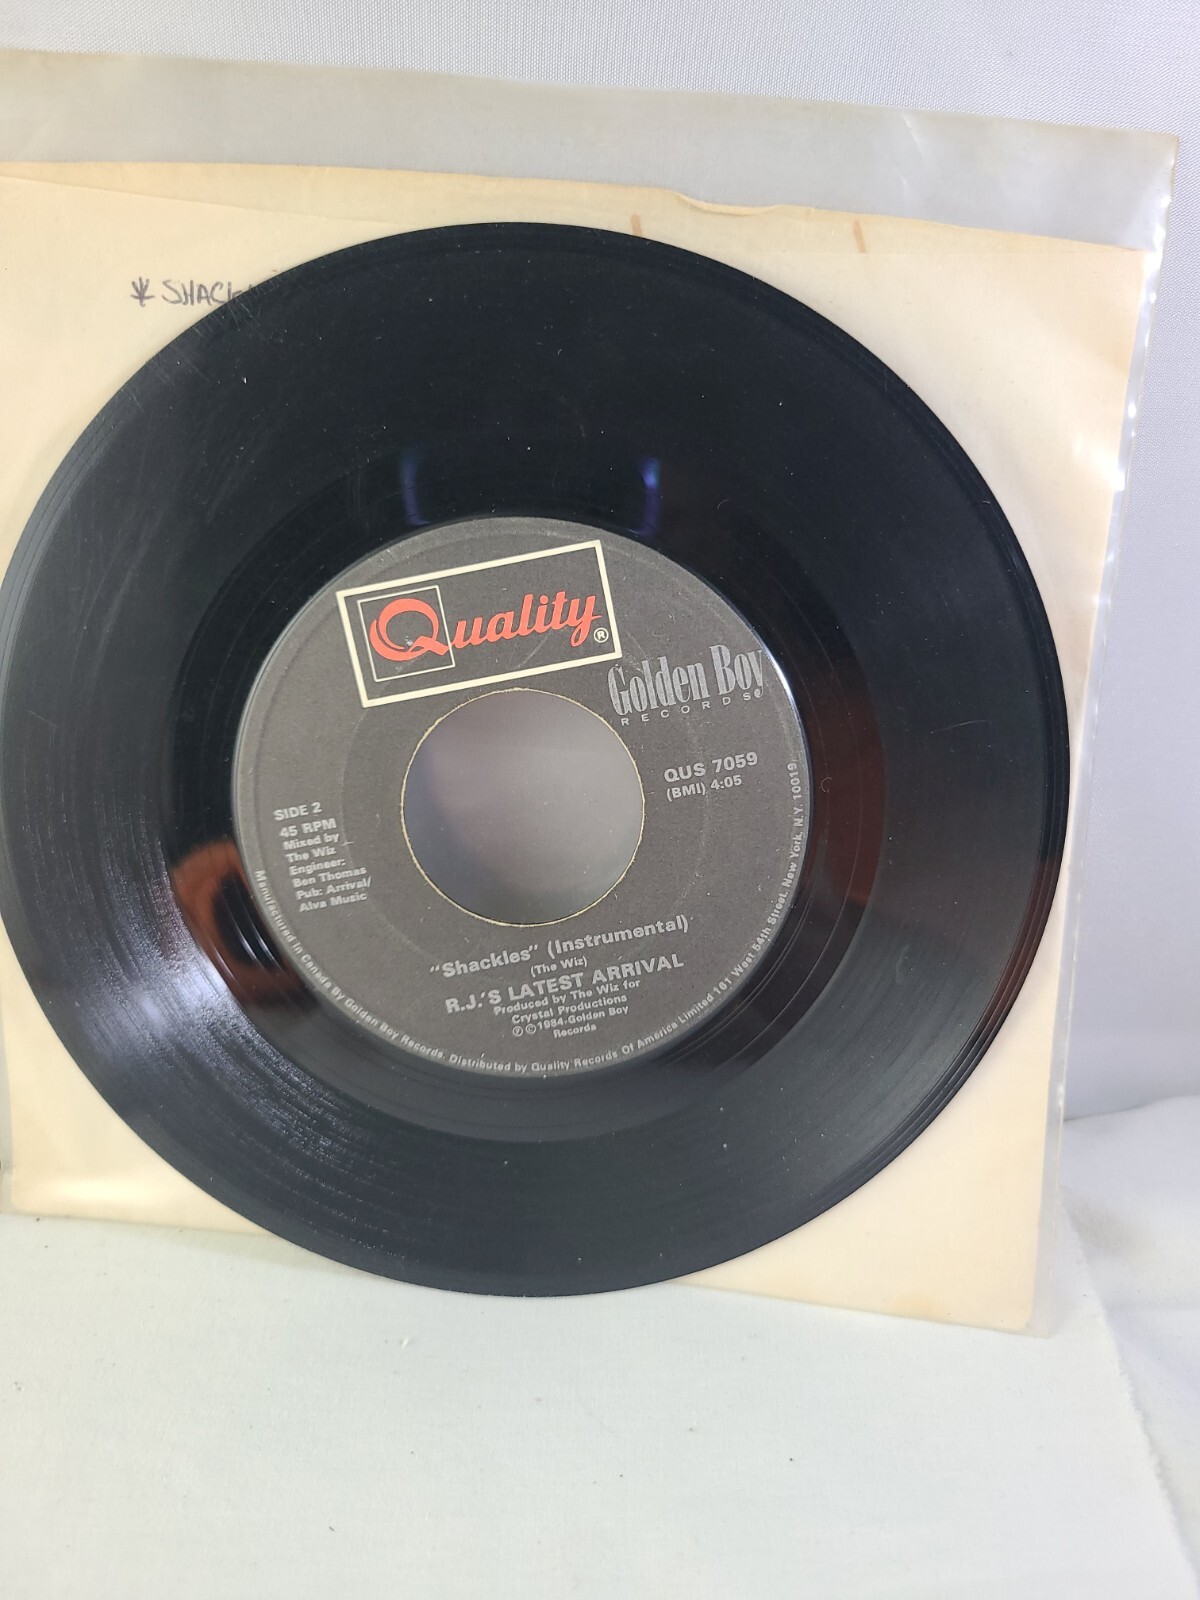 * SHACK
Quality®
Golden Boy
RECORDS
QUS 7059
(BMI) 4:05
SIDE 2
45 RPM
Mixed by
The Wiz
Engineer:
Ben Thomas
Pub: Arrival/
Alva Music
"Shackles" (Instrumental)
(The Wiz)
R.J.'S LATEST ARRIVAL
Produced by The Wiz for
Crystal Productions
℗©1984-Golden Boy
Records
Manufactured In Canada By Golden Boy Records. Distributed by Quality Records Of America Limited 161 West 54th Street, New York, N.Y. 10019